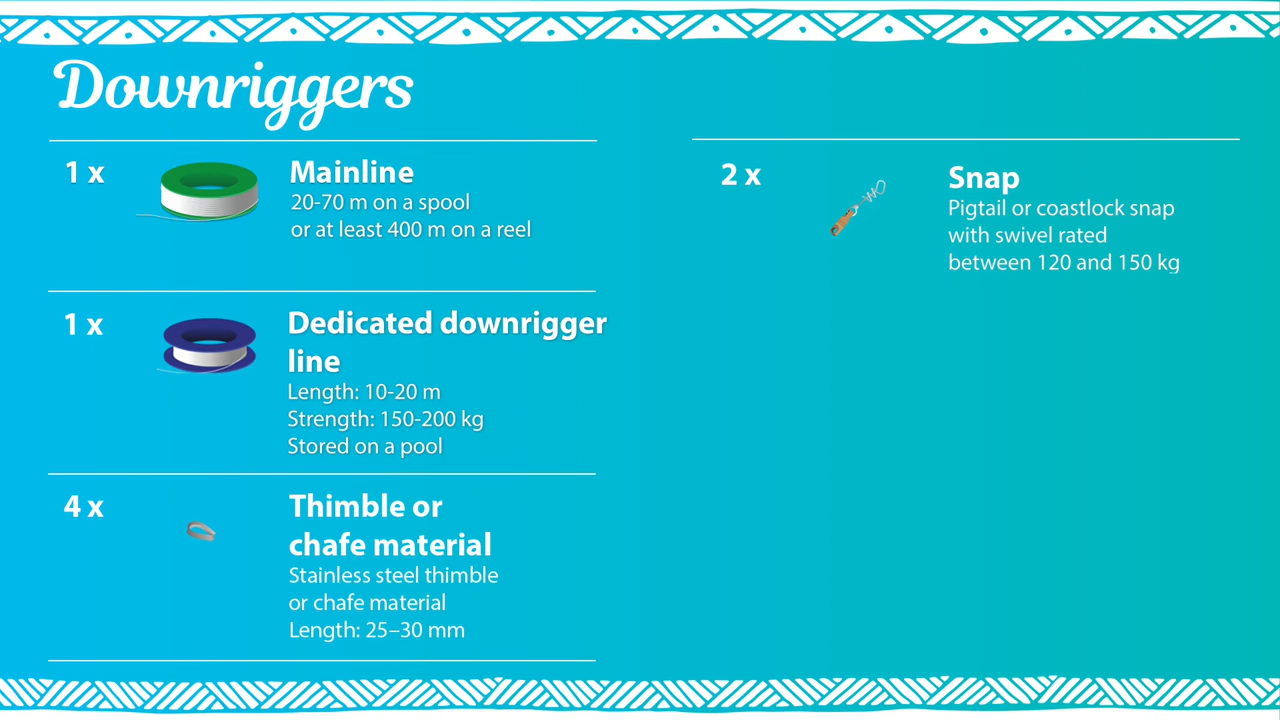 Downriggers
1 x
Mainline
20-70 m on a spool
or at least 400 m on a reel
1 x
Dedicated downrigger
line
Length: 10-20 m
Strength: 150-200 kg
Stored on a pool
4 x
Thimble or
chafe material
Stainless steel thimble
or chafe material
Length: 25–30 mm
2 x
Snap
Pigtail or coastlock snap
with swivel rated
between 120 and 150 kg